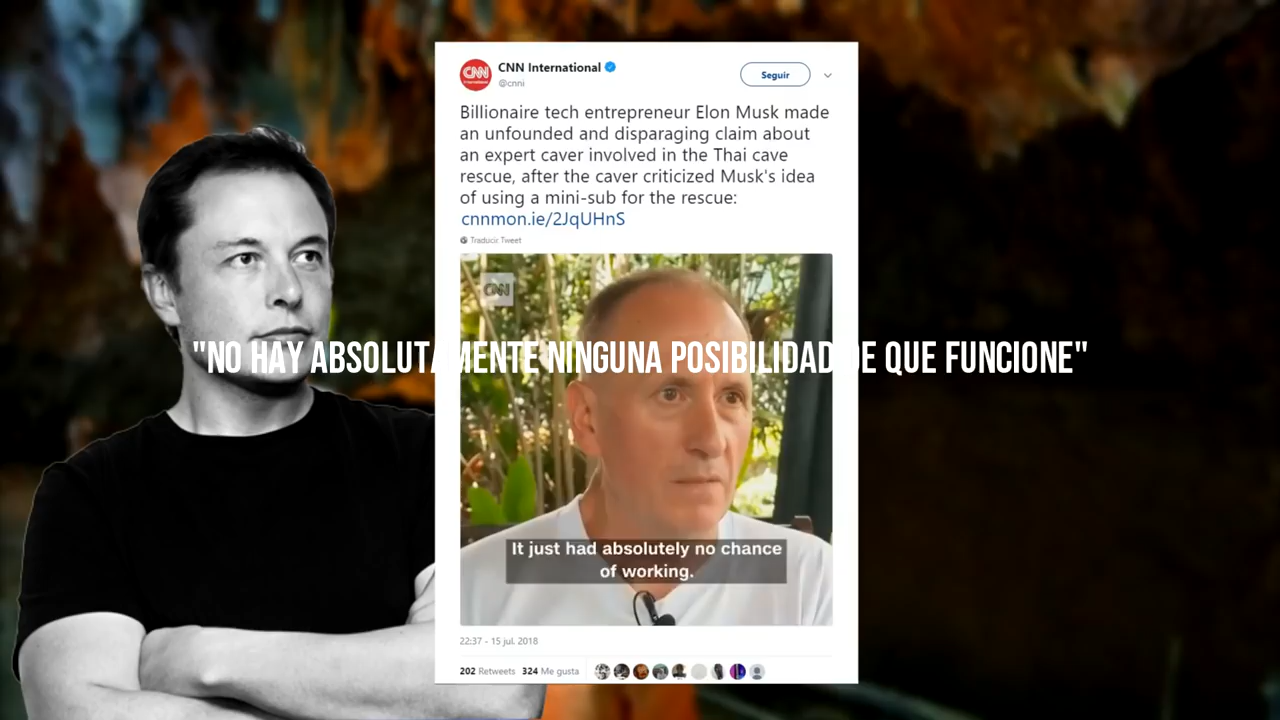 CNN
International
CNN International
@cnni
Seguir
Billionaire tech entrepreneur Elon Musk made
an unfounded and disparaging claim about
an expert caver involved in the Thai cave
rescue, after the caver criticized Musk's idea
of using a mini-sub for the rescue:
cnnmon.ie/2JqUHnS
Traducir Tweet
CNN
"NO HAY ABSOLUTAMENTE NINGUNA POSIBILIDAD DE QUE FUNCIONE"
It just had absolutely no chance
of working.
22:37 - 15 jul. 2018
202 Retweets 324 Me gusta